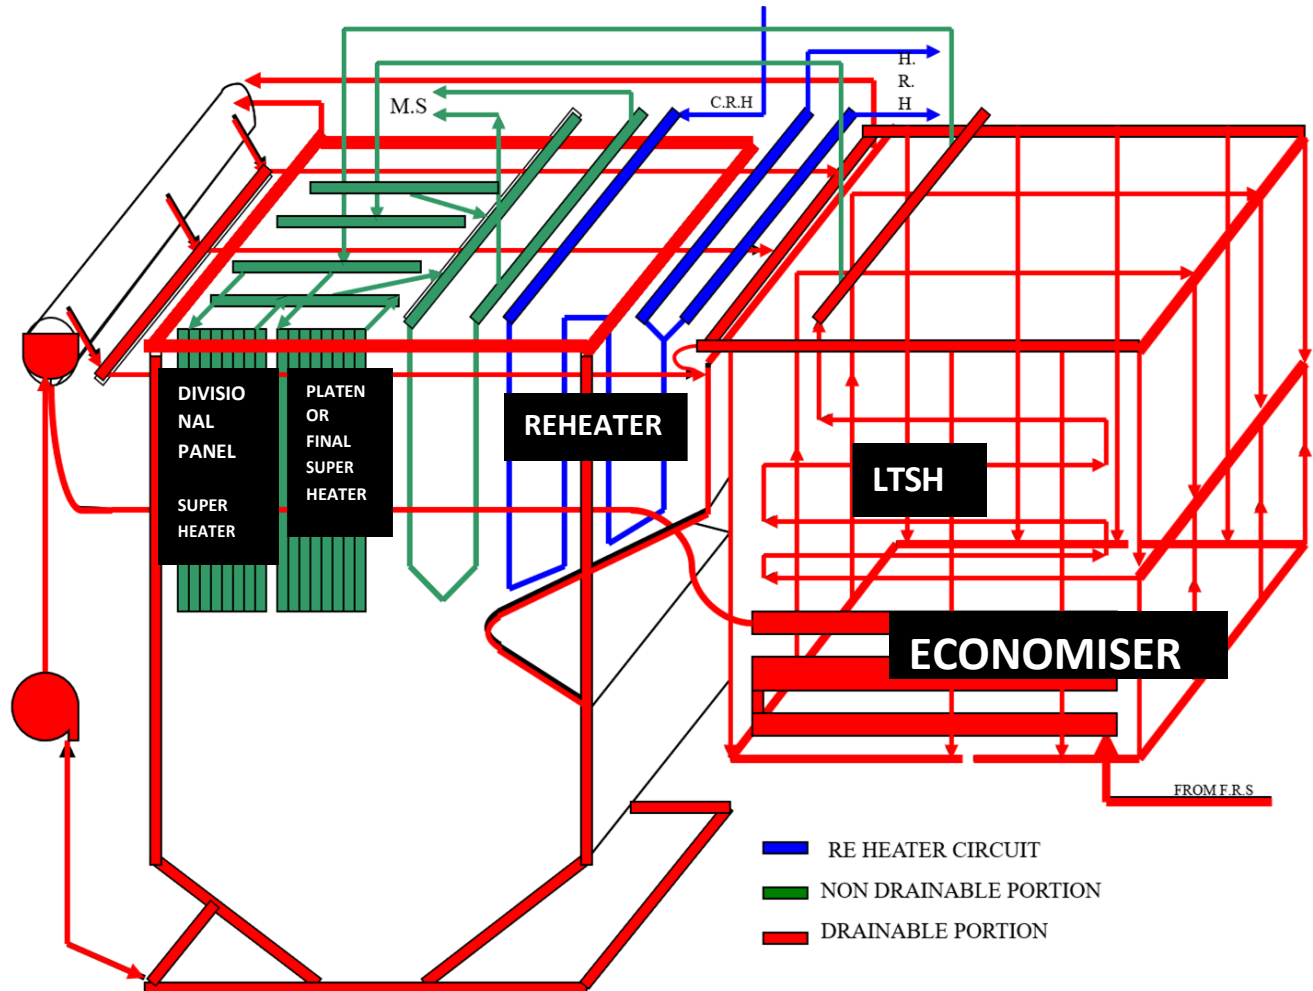 H.
R.
H
M.S
C.R.H
DIVISIO
NAL
PANEL
SUPER
HEATER
PLATEN
OR
FINAL
SUPER
HEATER
REHEATER
LTSH
ECONOMISER
FROM F.R.S
RE HEATER CIRCUIT
NON DRAINABLE PORTION
DRAINABLE PORTION